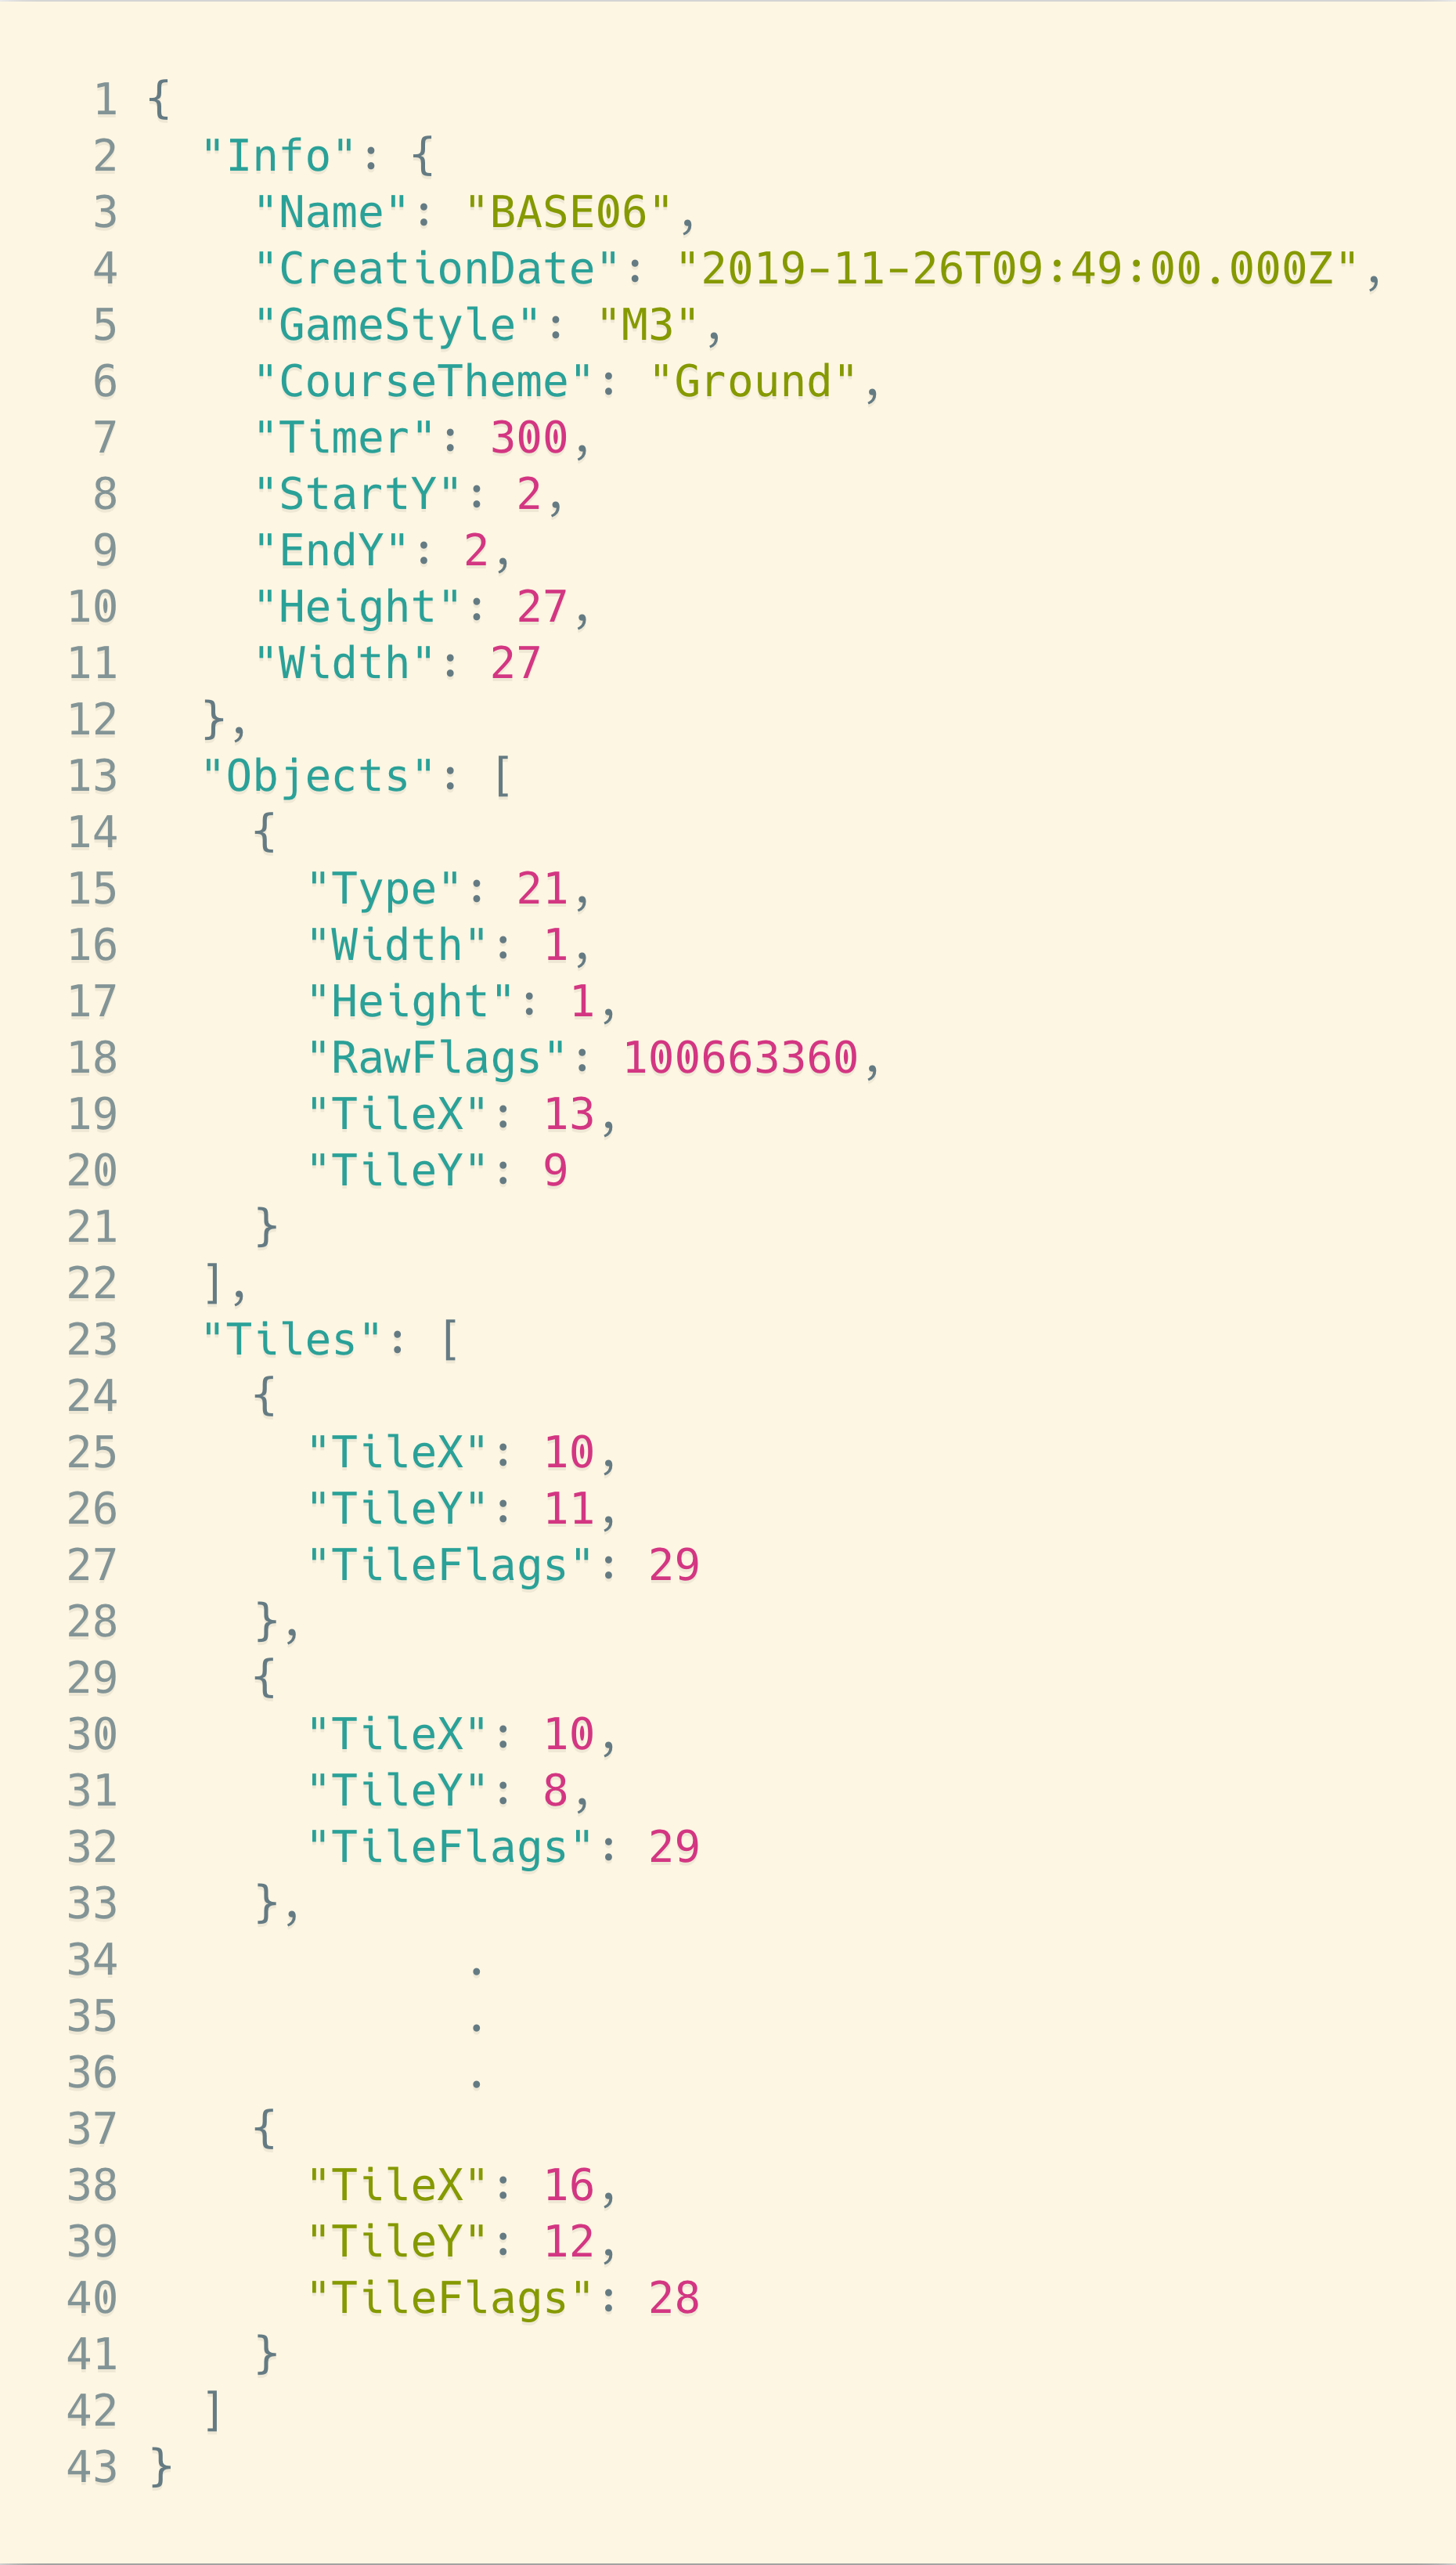 1 {
2   "Info": {
3     "Name": "BASE06",
4     "CreationDate": "2019-11-26T09:49:00.000Z",
5     "GameStyle": "M3",
6     "CourseTheme": "Ground",
7     "Timer": 300,
8     "StartY": 2,
9     "EndY": 2,
10     "Height": 27,
11     "Width": 27
12   },
13   "Objects": [
14     {
15       "Type": 21,
16       "Width": 1,
17       "Height": 1,
18       "RawFlags": 100663360,
19       "TileX": 13,
20       "TileY": 9
21     }
22   ],
23   "Tiles": [
24     {
25       "TileX": 10,
26       "TileY": 11,
27       "TileFlags": 29
28     },
29     {
30       "TileX": 10,
31       "TileY": 8,
32       "TileFlags": 29
33     },
34             .
35             .
36             .
37     {
38       "TileX": 16,
39       "TileY": 12,
40       "TileFlags": 28
41     }
42   ]
43 }